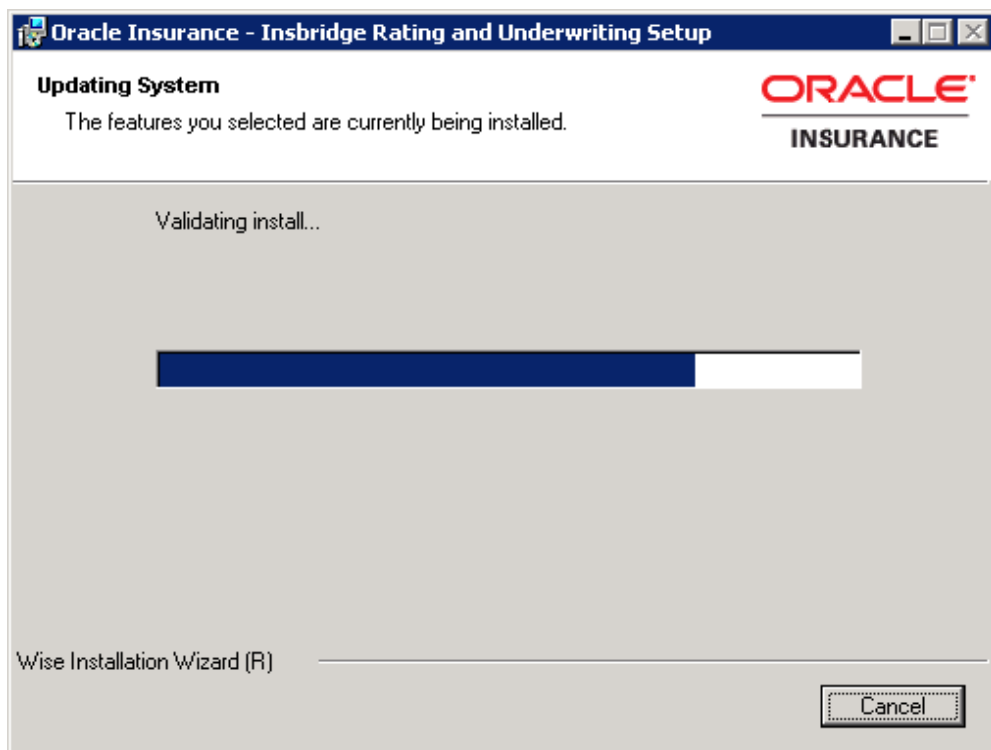 Oracle Insurance - Insbridge Rating and Underwriting Setup
Updating System
The features you selected are currently being installed.
ORACLE
INSURANCE
Validating install...
Wise Installation Wizard (R)
Cancel